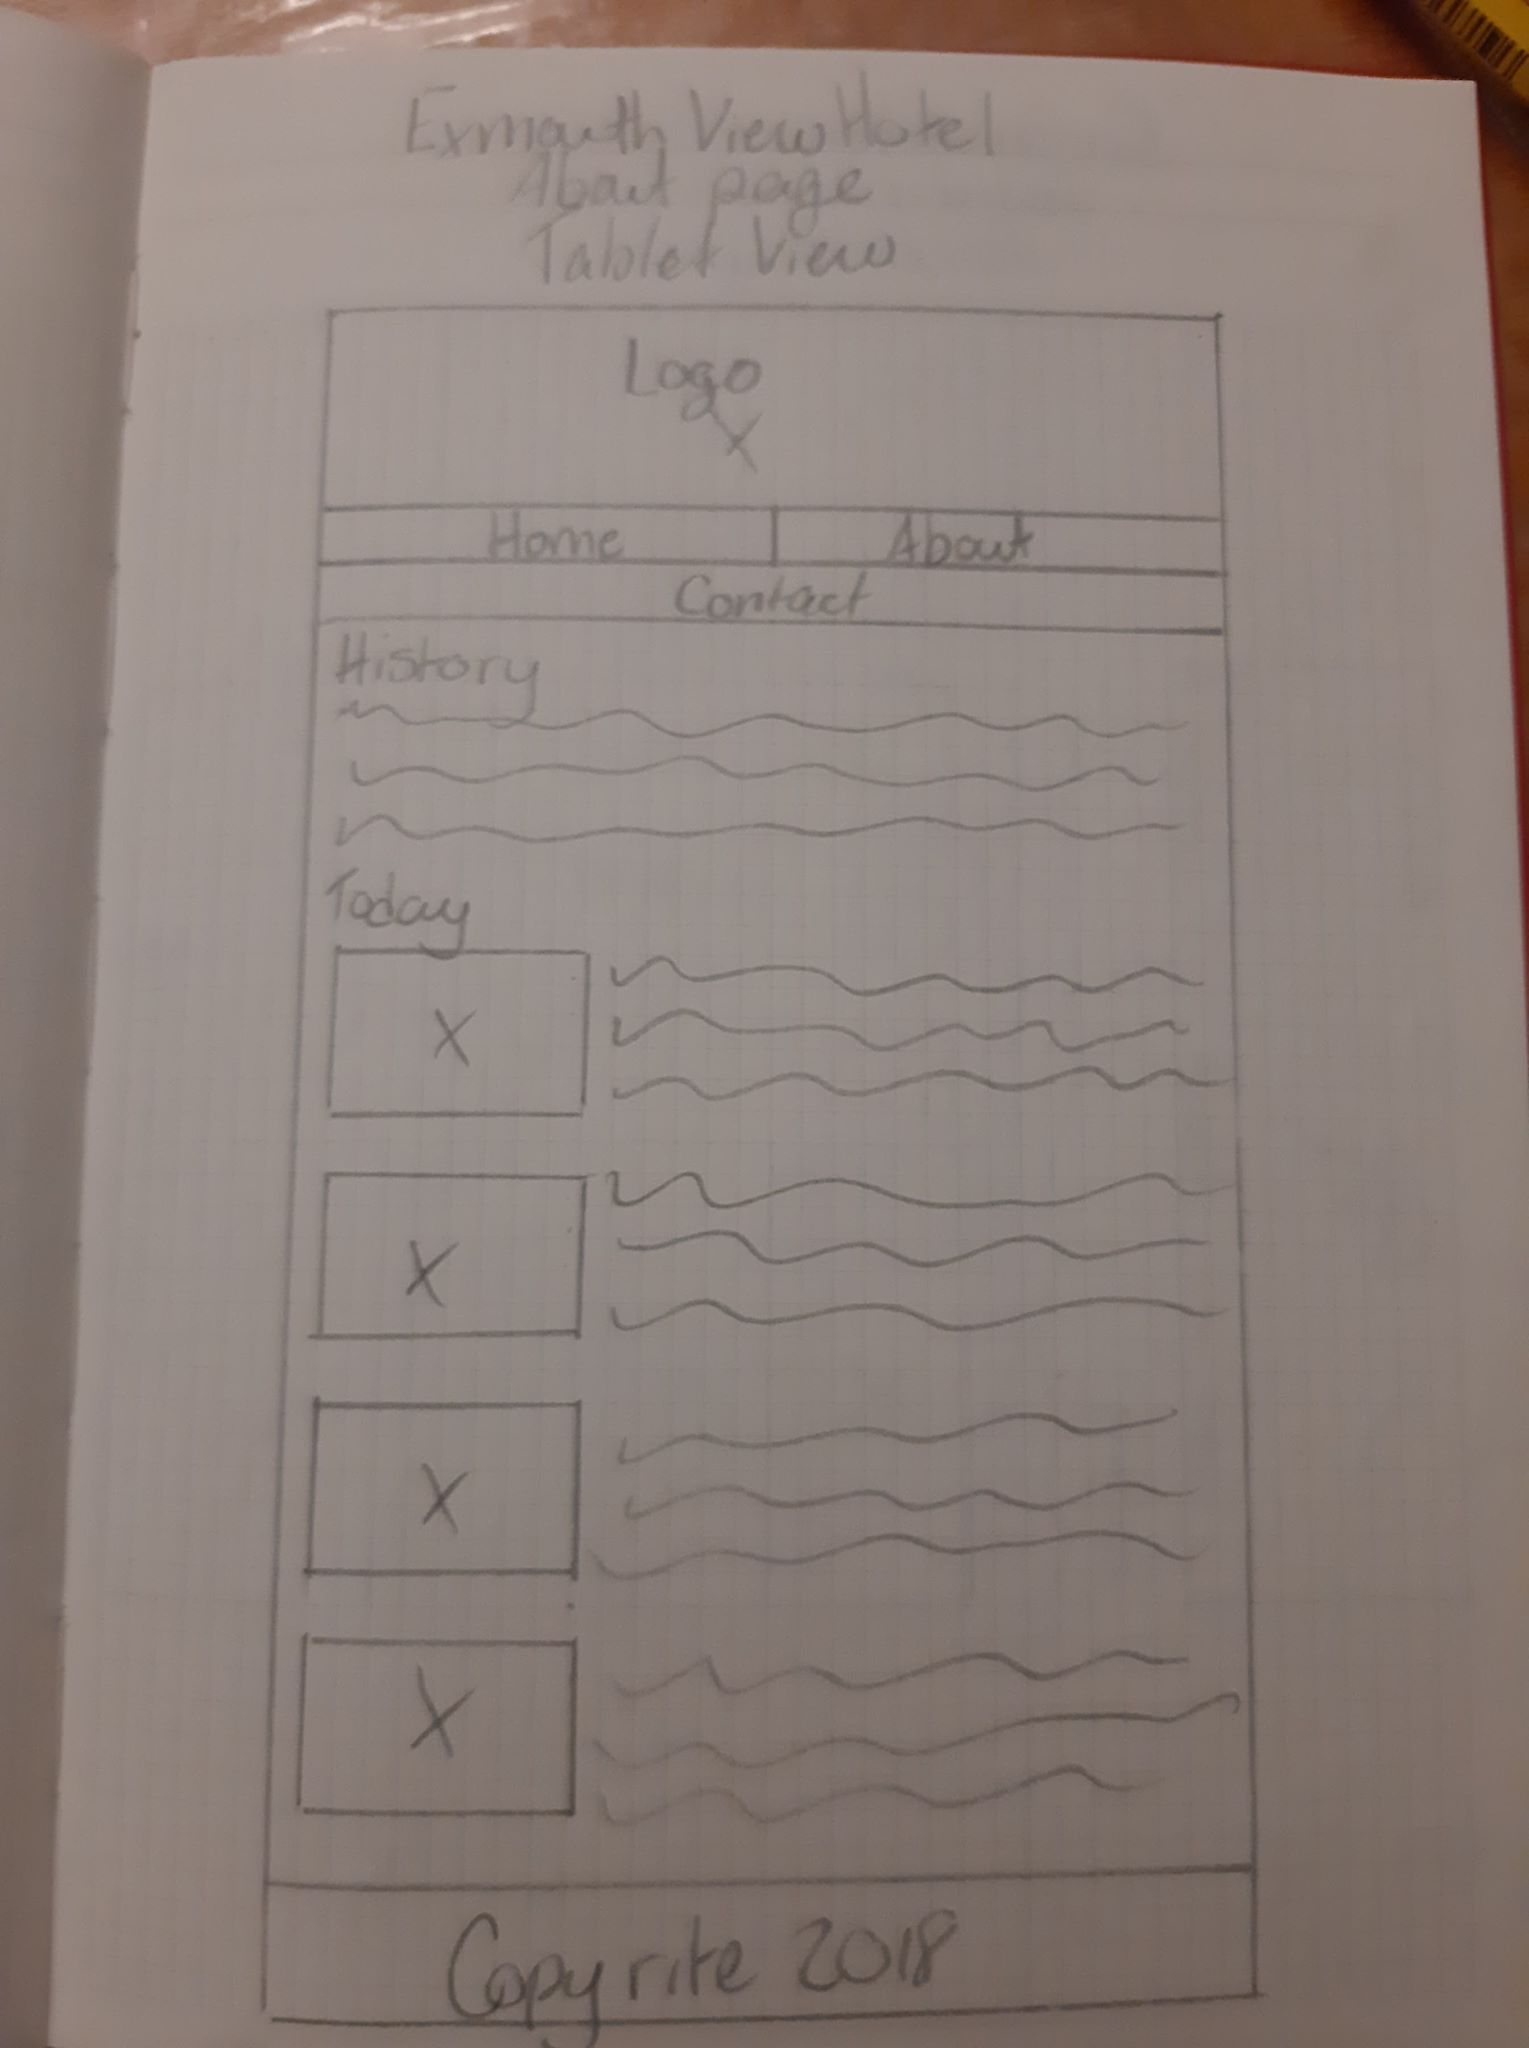 Exmouth View Hotel
About page
Tablet View
Logo
X
Home About
Contact
History
Today
X
X
X
X
Copyrite 2018